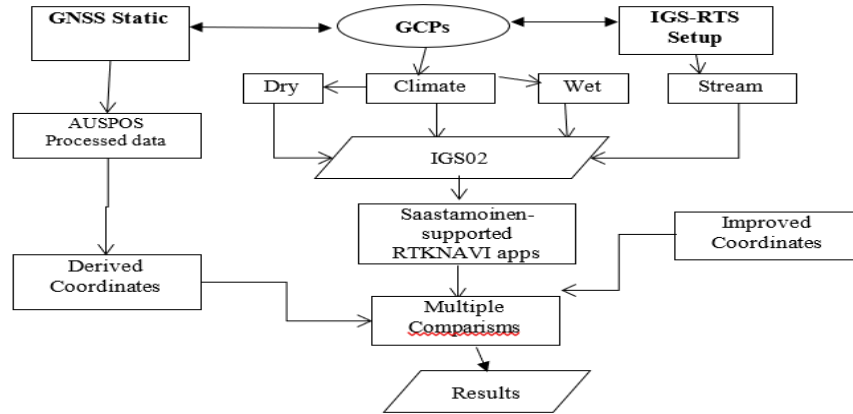 GNSS Static
GCPs
IGS-RTS
Setup
Dry
Climate
Wet
Stream
AUSPOS
Processed data
IGS02
Saastamoinen-
supported
RTKNAVI apps
Improved
Coordinates
Derived
Coordinates
Multiple
Comparisms
Results